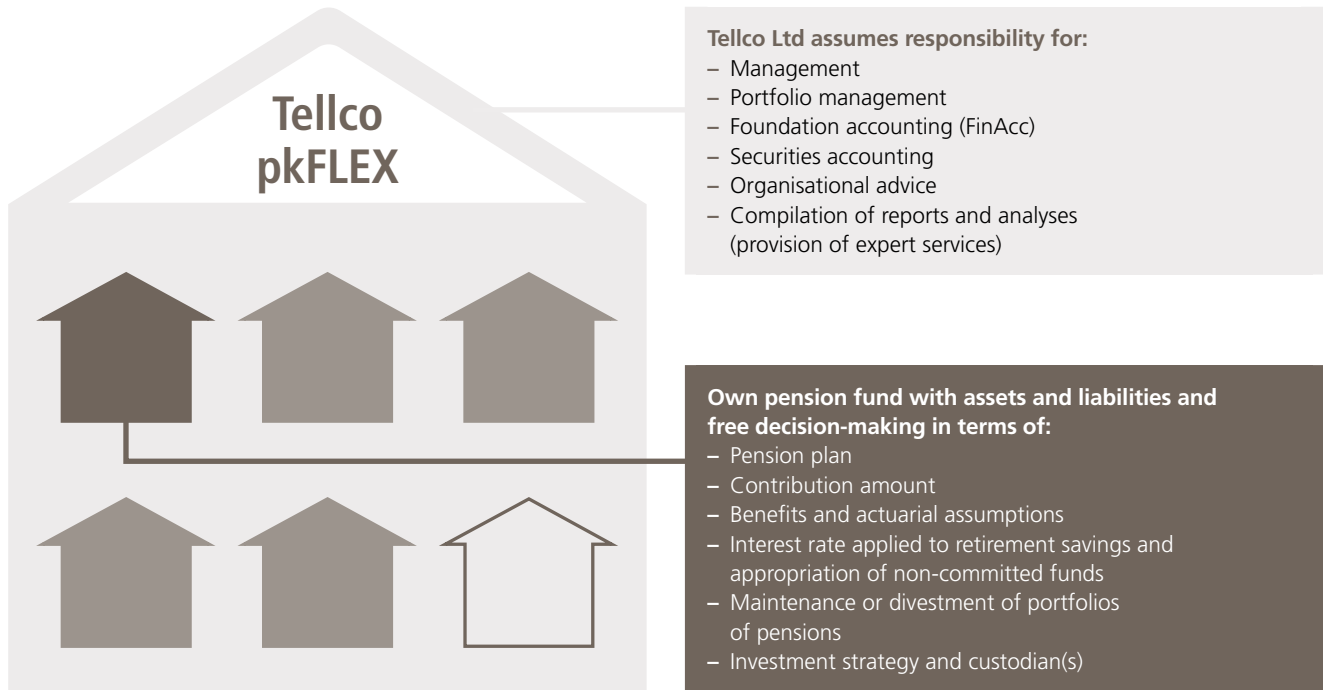 Tellco
pkFLEX
Tellco Ltd assumes responsibility for:
– Management
– Portfolio management
– Foundation accounting (FinAcc)
– Securities accounting
– Organisational advice
– Compilation of reports and analyses
(provision of expert services)
Own pension fund with assets and liabilities and
free decision-making in terms of:
– Pension plan
– Contribution amount
– Benefits and actuarial assumptions
– Interest rate applied to retirement savings and
appropriation of non-committed funds
– Maintenance or divestment of portfolios
of pensions
– Investment strategy and custodian(s)